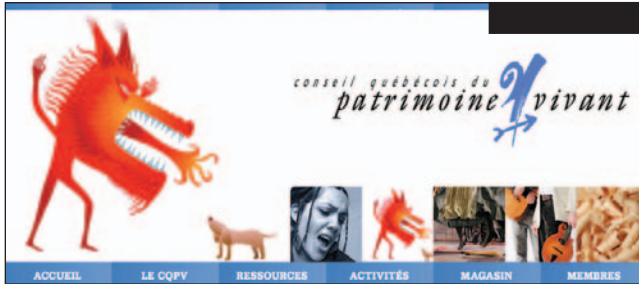 conseil québécois du
patrimoine vivant
ACCUEIL LE CQPV RESSOURCES ACTIVITÉS MAGASIN MEMBRES